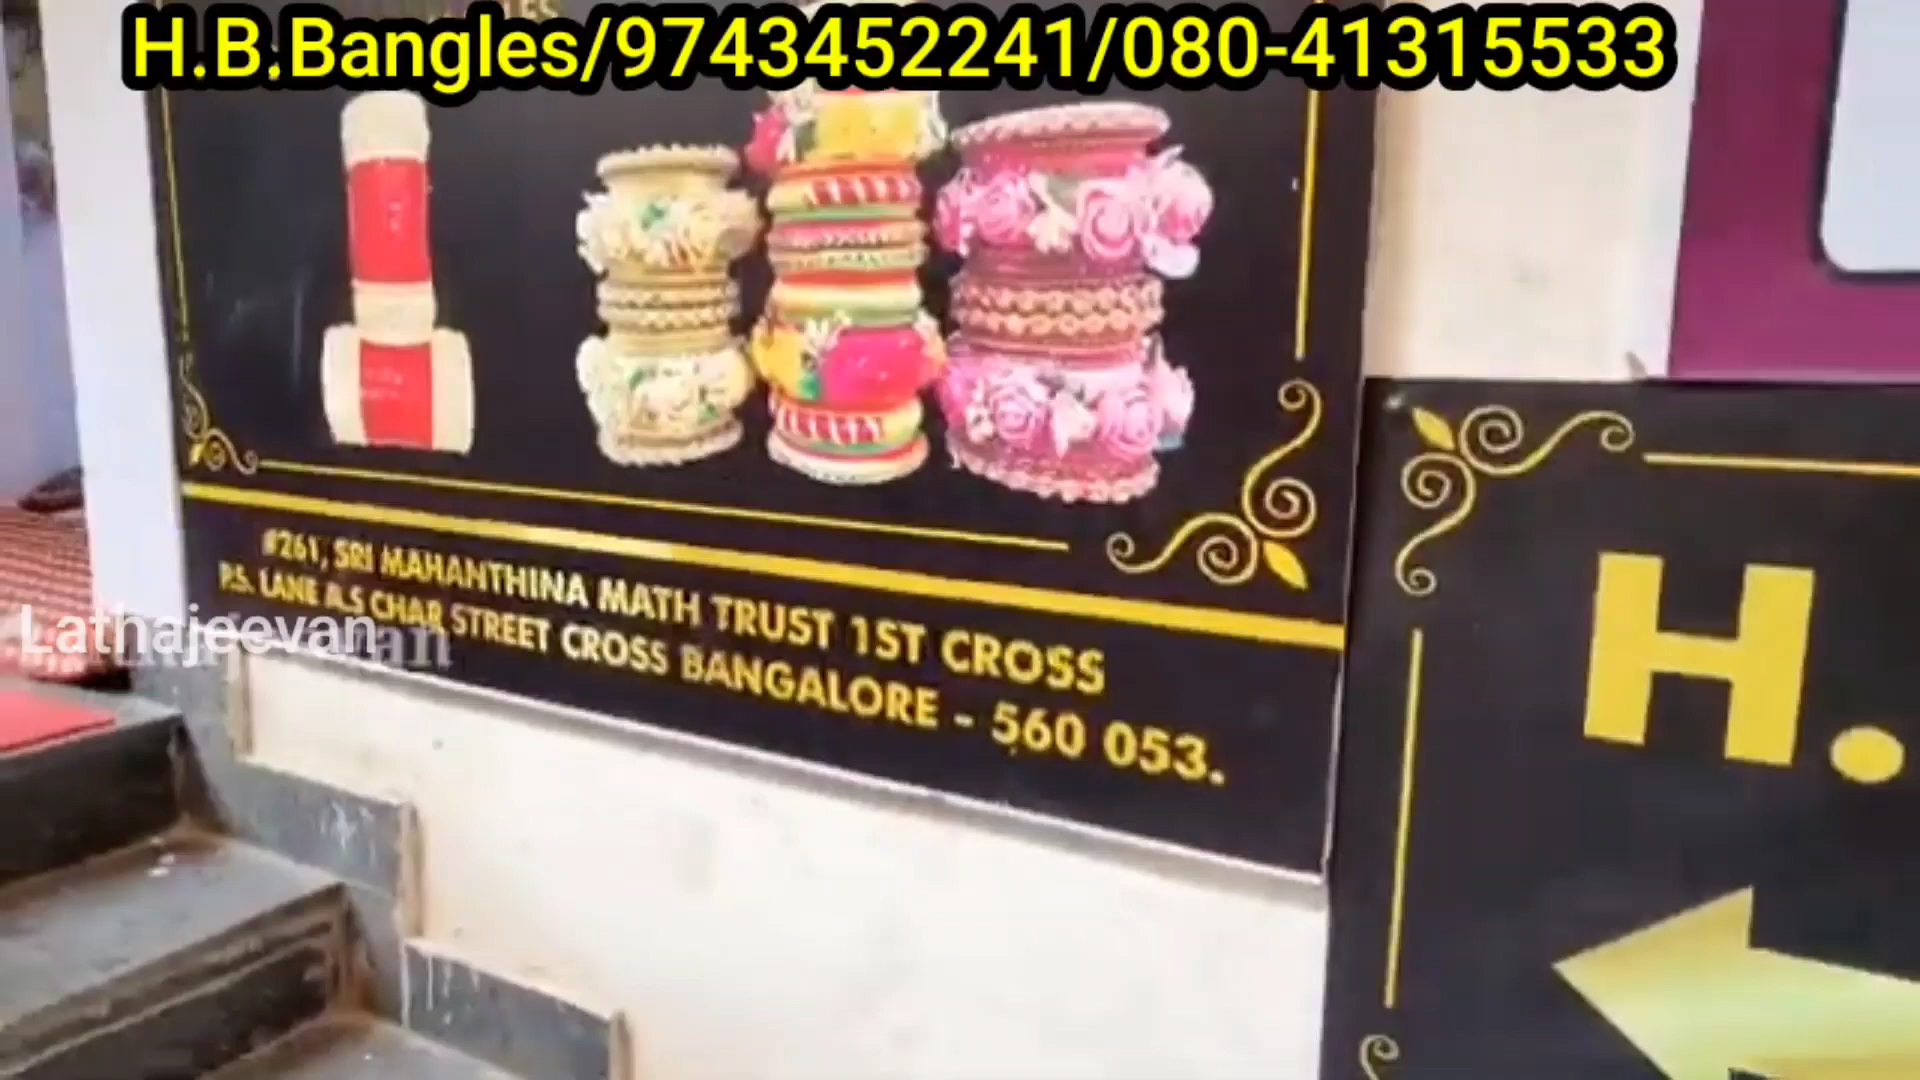 H.B.Bangles/9743452241/080-41315533
#261, SRI MAHANTHINA MATH TRUST 1ST CROSS
P.S. LANE A.S CHAR STREET CROSS BANGALORE - 560 053.
Lathajeevan
H.